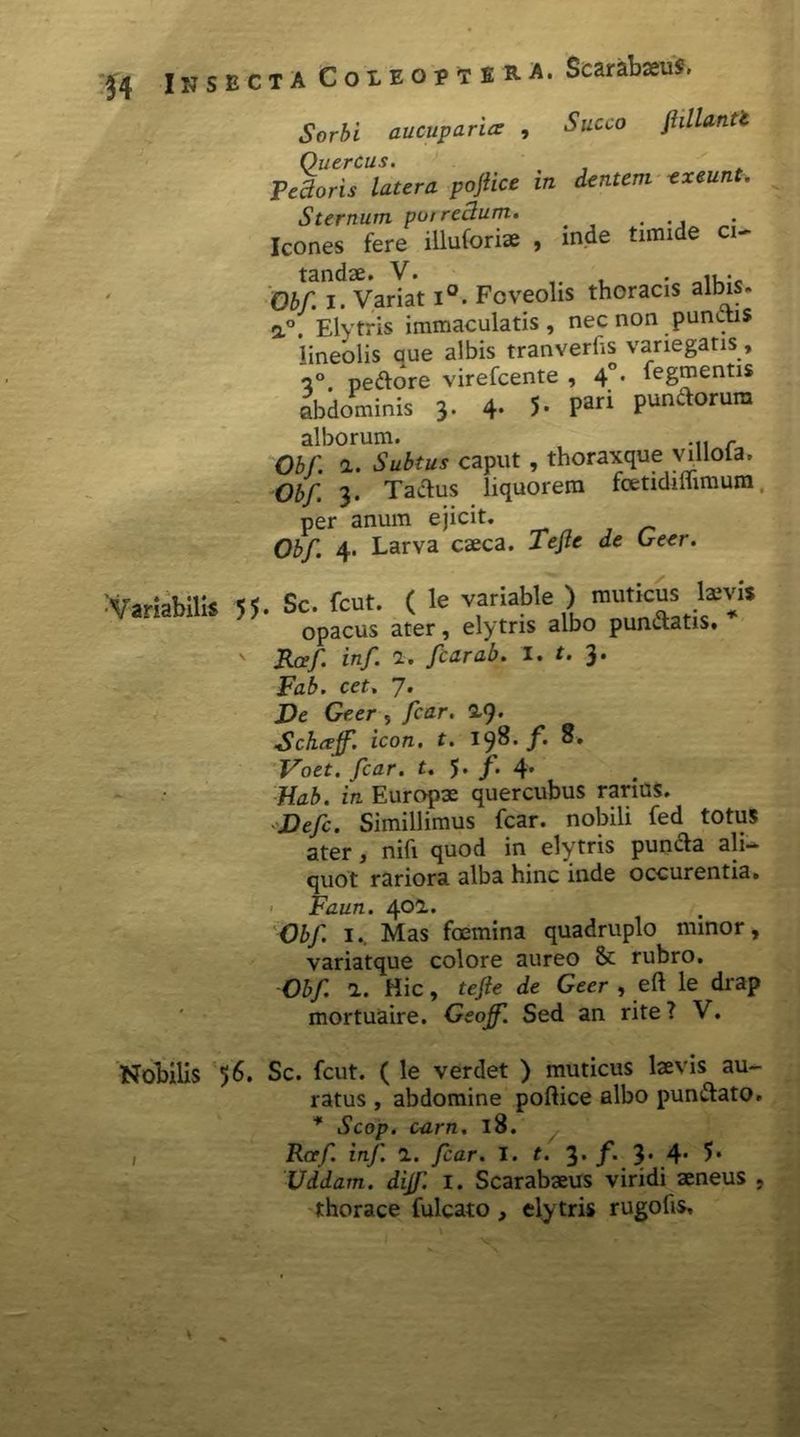 34 INSECTA COLEOPTERA. Scarabæus.
Sorbi aucupariæ , Succo ſtillanti
Quercus.
Pectoris latera poſtice in dentem exeunt.
Sternum porrectum.
Icones fere illuſoriæ , inde timide ci-
tandæ. V.
Obſ. 1. Variat 1°. Foveolis thoracis albis.
2°. Elytris immaculatis , nec non punctis
lineolis que albis tranverſis variegatis ,
3°. pectore vireſcente , 4°. ſegmentis
abdominis 3. 4. 5. pari punctorum
alborum.
Obſ. 2. Subtus caput , thoraxque villoſa.
Obſ. 3. Tactus liquorem fœtidiſſimum
per anum ejicit.
Obſ. 4. Larva cæca. Teſte de Geer.
Variabilis 55. Sc. ſcut. ( le variable ) muticus lævis
opacus ater , elytris albo punctatis. *
Rœſ. inſ. 2. ſcarab. 1. t. 3.
Fab. cet. 7.
De Geer , ſcar. 29.
Schæff. icon. t. 198. f. 8.
Voet. ſcar. t. 5. f. 4.
Hab. in Europæ quercubus rarius.
Deſc. Simillimus ſcar. nobili ſed totus
ater , niſi quod in elytris puncta ali-
quot rariora alba hinc inde occurentia.
Faun. 402.
Obſ. 1. Mas fœmina quadruplo minor ,
variatque colore aureo & rubro.
Obſ. 2. Hic , teſte de Geer , eſt le drap
mortuaire. Geoff. Sed an rite ? V.
Nobilis 56. Sc. ſcut. ( le verdet ) muticus lævis au-
ratus , abdomine poſtice albo punctato.
* Scop. carn. 18.
Rœſ. inſ. 2. ſcar. 1. t. 3. f. 3. 4. 5.
Uddam. diſſ. 1. Scarabæus viridi æneus ,
thorace ſulcato , elytris rugoſis.